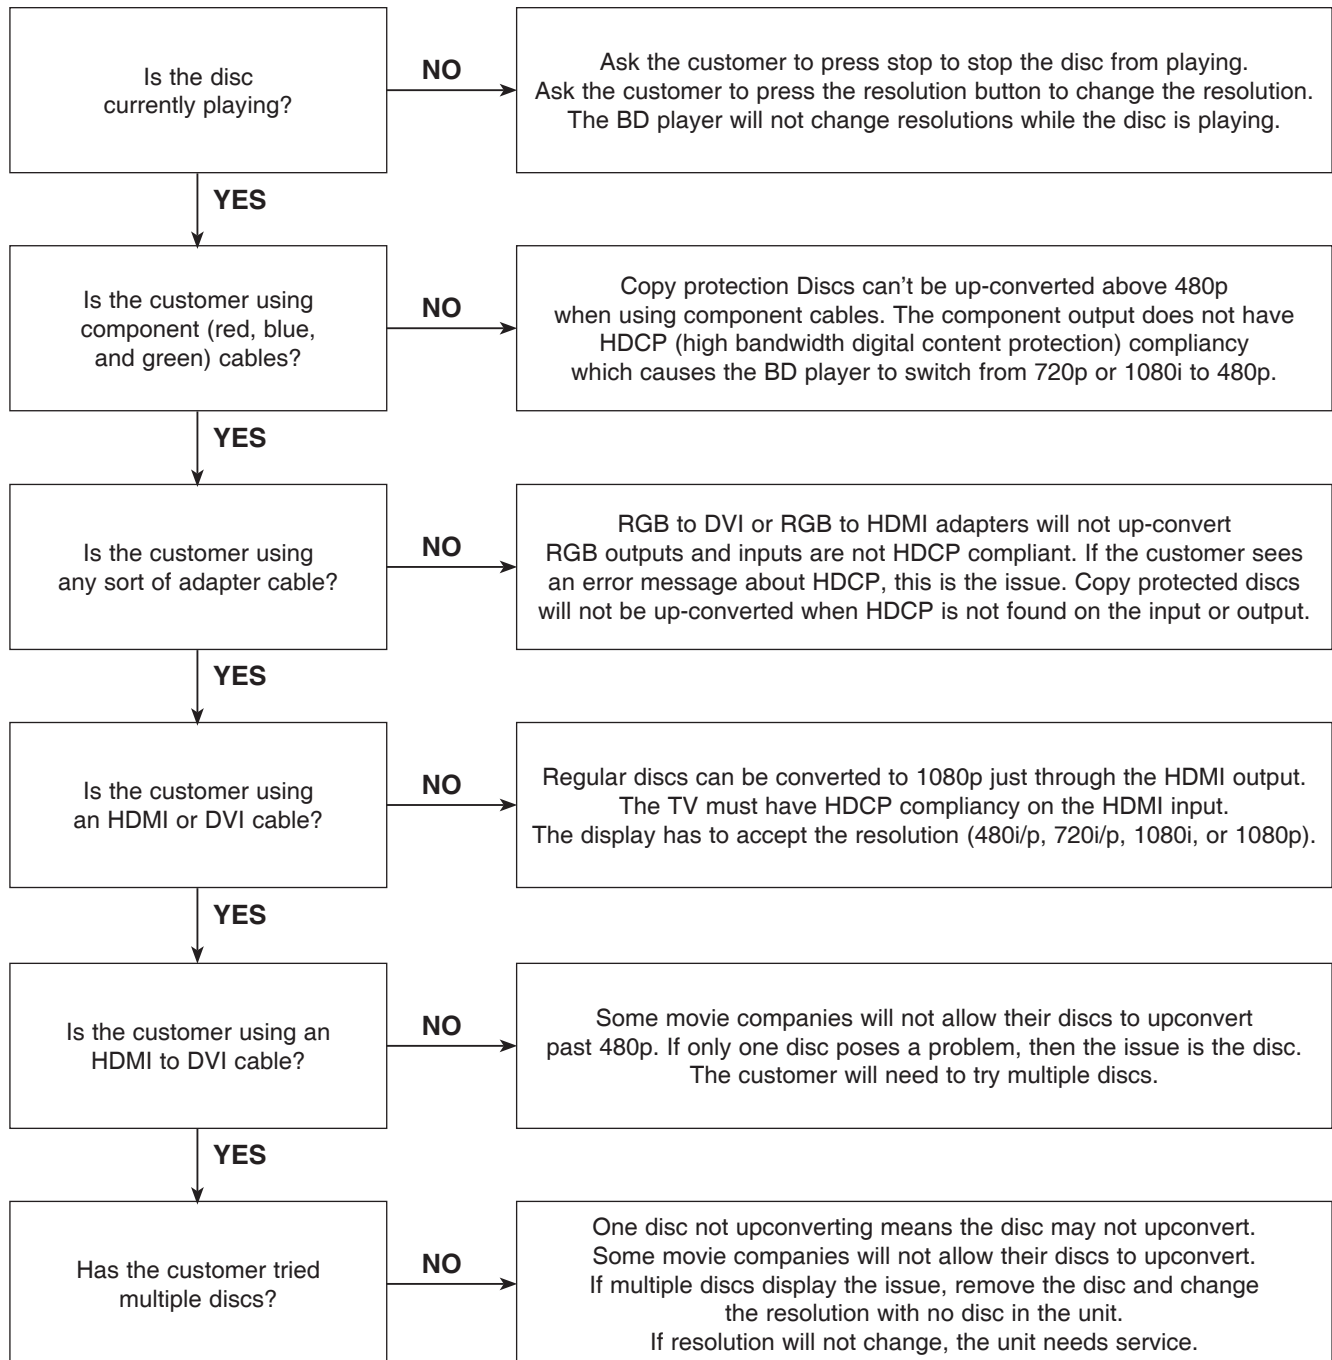 Is the disc
currently playing?
NO
Ask the customer to press stop to stop the disc from playing.
Ask the customer to press the resolution button to change the resolution.
The BD player will not change resolutions while the disc is playing.
YES
Is the customer using
component (red, blue,
and green) cables?
NO
Copy protection Discs can't be up-converted above 480p
when using component cables. The component output does not have
HDCP (high bandwidth digital content protection) compliancy
which causes the BD player to switch from 720p or 1080i to 480p.
YES
Is the customer using
any sort of adapter cable?
NO
RGB to DVI or RGB to HDMI adapters will not up-convert
RGB outputs and inputs are not HDCP compliant. If the customer sees
an error message about HDCP, this is the issue. Copy protected discs
will not be up-converted when HDCP is not found on the input or output.
YES
Is the customer using
an HDMI or DVI cable?
NO
Regular discs can be converted to 1080p just through the HDMI output.
The TV must have HDCP compliancy on the HDMI input.
The display has to accept the resolution (480i/p, 720i/p, 1080i, or 1080p).
YES
Is the customer using an
HDMI to DVI cable?
NO
Some movie companies will not allow their discs to upconvert
past 480p. If only one disc poses a problem, then the issue is the disc.
The customer will need to try multiple discs.
YES
Has the customer tried
multiple discs?
NO
One disc not upconverting means the disc may not upconvert.
Some movie companies will not allow their discs to upconvert.
If multiple discs display the issue, remove the disc and change
the resolution with no disc in the unit.
If resolution will not change, the unit needs service.